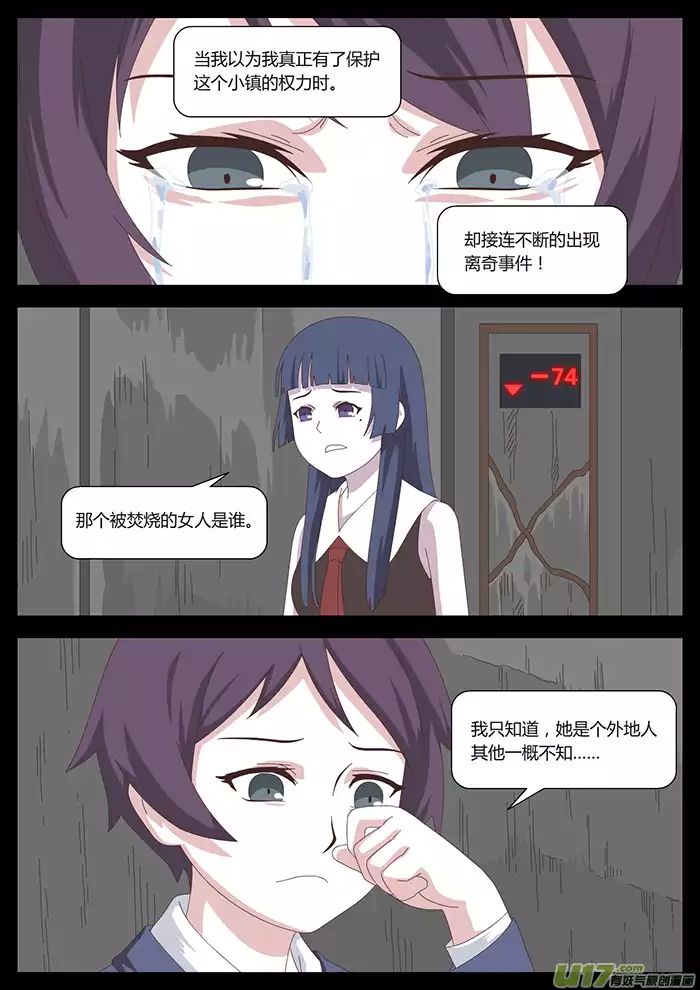 当我以为我真正有了保护
这个小镇的权力时。
却接连不断的出现
离奇事件！
-74
那个被焚烧的女人是谁。
我只知道，她是个外地人
其他一概不知……
U17.com
有妖气原创漫画